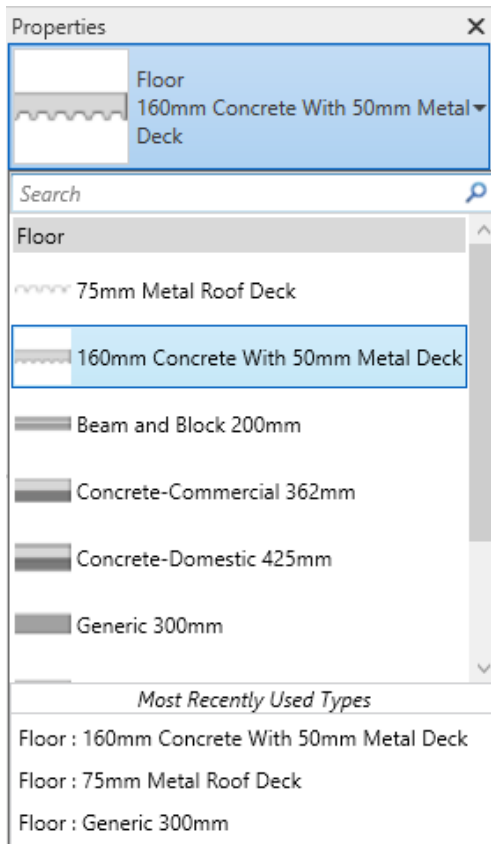 Properties
Floor
160mm Concrete With 50mm Metal
Deck
Search
Floor
75mm Metal Roof Deck
160mm Concrete With 50mm Metal Deck
Beam and Block 200mm
Concrete-Commercial 362mm
Concrete-Domestic 425mm
Generic 300mm
Most Recently Used Types
Floor : 160mm Concrete With 50mm Metal Deck
Floor : 75mm Metal Roof Deck
Floor : Generic 300mm